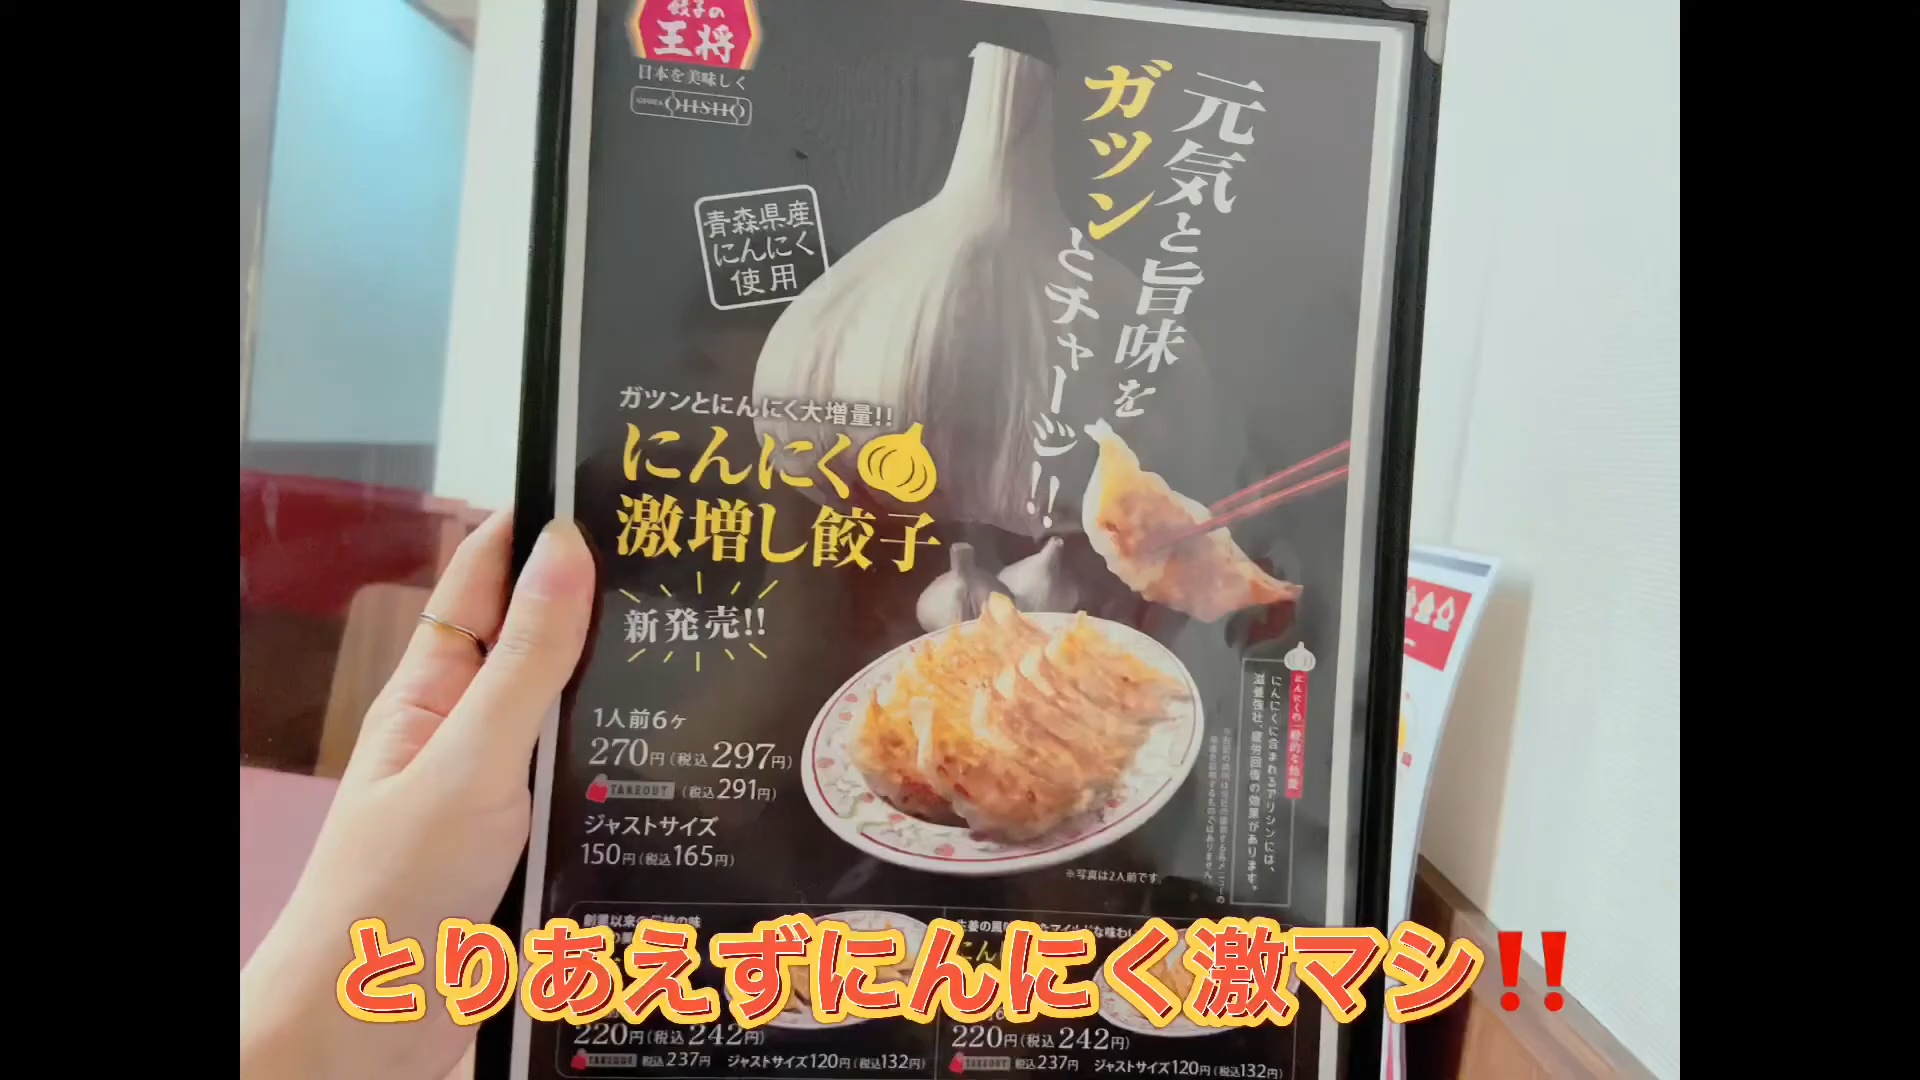 餃子の
王将
日本を美味しく
GYOZA OHSHO
元気と旨味を
ガツン
とチャージ!!
青森県産
にんにく
使用
ガツンとにんにく大増量!!
にんにく
激増し餃子
新発売!!
1人前6ヶ
270円(税込297円)
TAKEOUT (税込291円)
ジャストサイズ
150円(税込165円)
※写真は2人前です。
にんにくの一般的な効能
にんにくに含まれるアリシンには、
滋養強壮、疲労回復の効果があります。
創業以来の伝統の味
とりあえずにんにく激マシ‼
220円(税込242円)
TAKEOUT 税込237円 ジャストサイズ120円(税込132円)
220円(税込242円)
TAKEOUT 税込237円 ジャストサイズ120円(税込132円)